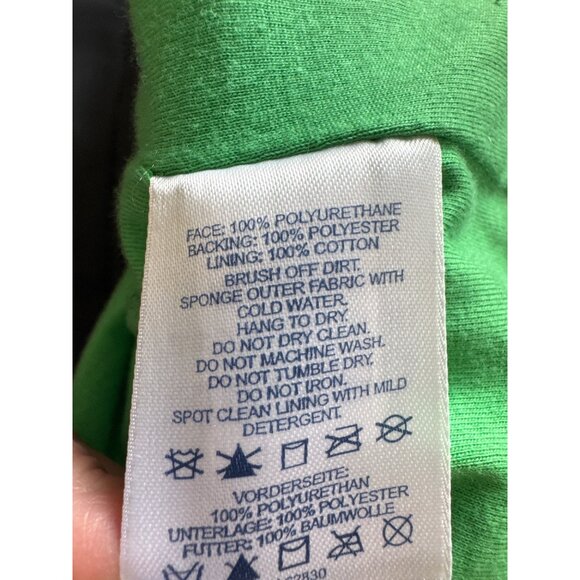 FACE: 100% POLYURETHANE
BACKING: 100% POLYESTER
LINING: 100% COTTON
BRUSH OFF DIRT.
SPONGE OUTER FABRIC WITH
COLD WATER.
HANG TO DRY.
DO NOT DRY CLEAN.
DO NOT MACHINE WASH.
DO NOT TUMBLE DRY.
DO NOT IRON.
SPOT CLEAN LINING WITH MILD
DETERGENT.
VORDERSEITE:
100% POLYURETHAN
UNTERLAGE: 100% POLYESTER
FUTTER: 100% BAUMWOLLE